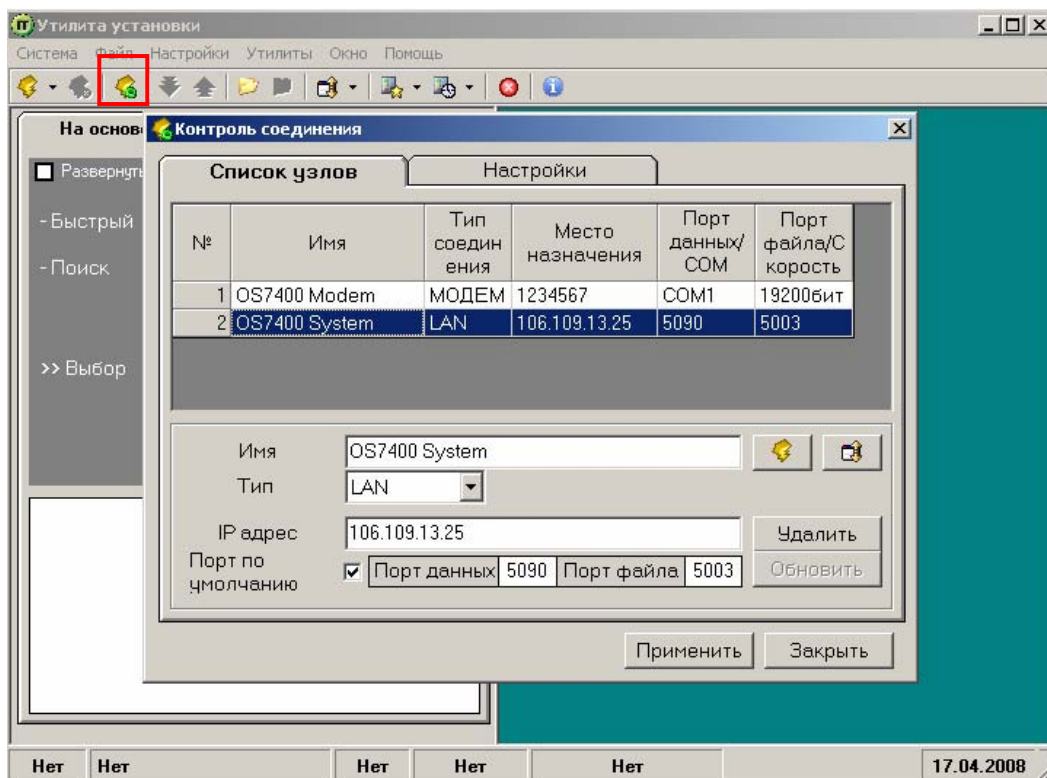 Утилита установки
Система Файл Настройки Утилиты Окно Помощь
На основ
Контроль соединения
Развернуть
Список узлов Настройки
- Быстрый
- Поиск
>> Выбор
№ Имя Тип соедин ения Место назначения Порт данных/ COM Порт файла/С корость
1 OS7400 Modem МОДЕМ 1234567 COM1 19200бит
2 OS7400 System LAN 106.109.13.25 5090 5003
Имя OS7400 System
Тип LAN
IP адрес 106.109.13.25 Удалить
Порт по умолчанию Порт данных 5090 Порт файла 5003 Обновить
Применить Закрыть
Нет Нет Нет Нет Нет 17.04.2008